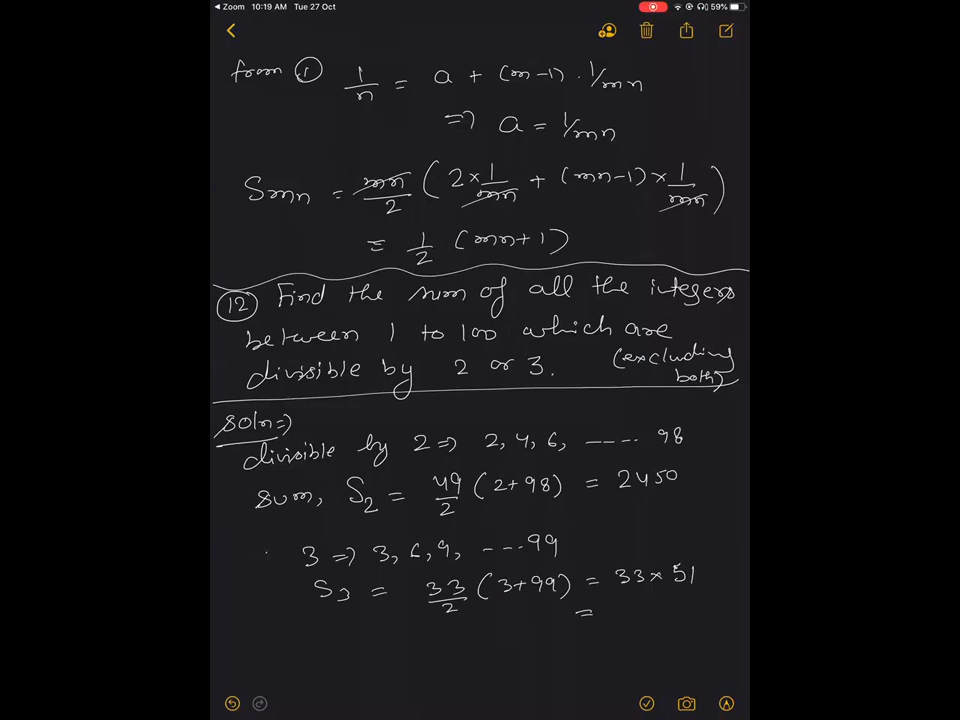 Zoom 10:19 AM Tue 27 Oct 59%
from ① 1/n = a + (m-1) . 1/mn
=> a = 1/mn
Smn = mn/2 ( 2 × 1/mn + (mn-1) × 1/mn )
= 1/2 (mn+1)
⑫ Find the sum of all the integers
between 1 to 100 which are
divisible by 2 or 3. (excluding
both)
soln=>
divisible by 2 => 2, 4, 6, ----- 98
sum, S₂ = 49/2 (2+98) = 2450
3 => 3, 6, 9, ----99
S₃ = 33/2 (3+99) = 33 × 51
=